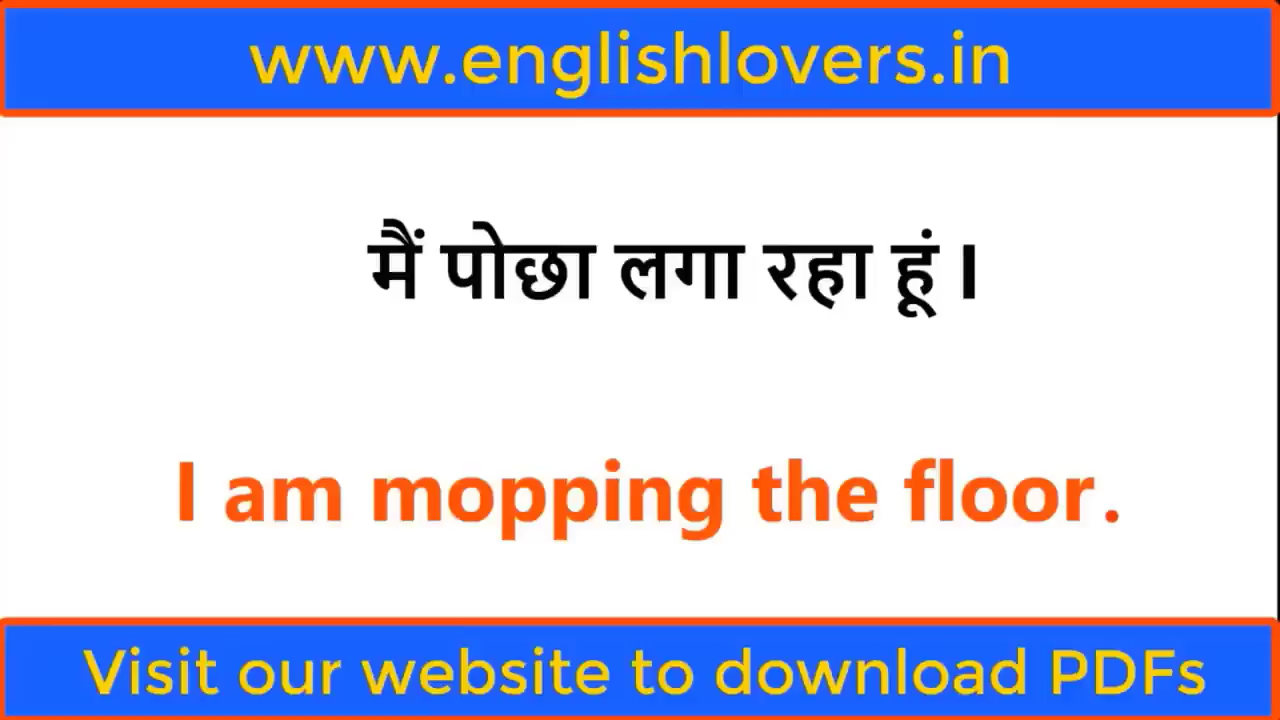 www.englishlovers.in
मैं पोछा लगा रहा हूं ।
I am mopping the floor.
Visit our website to download PDFs